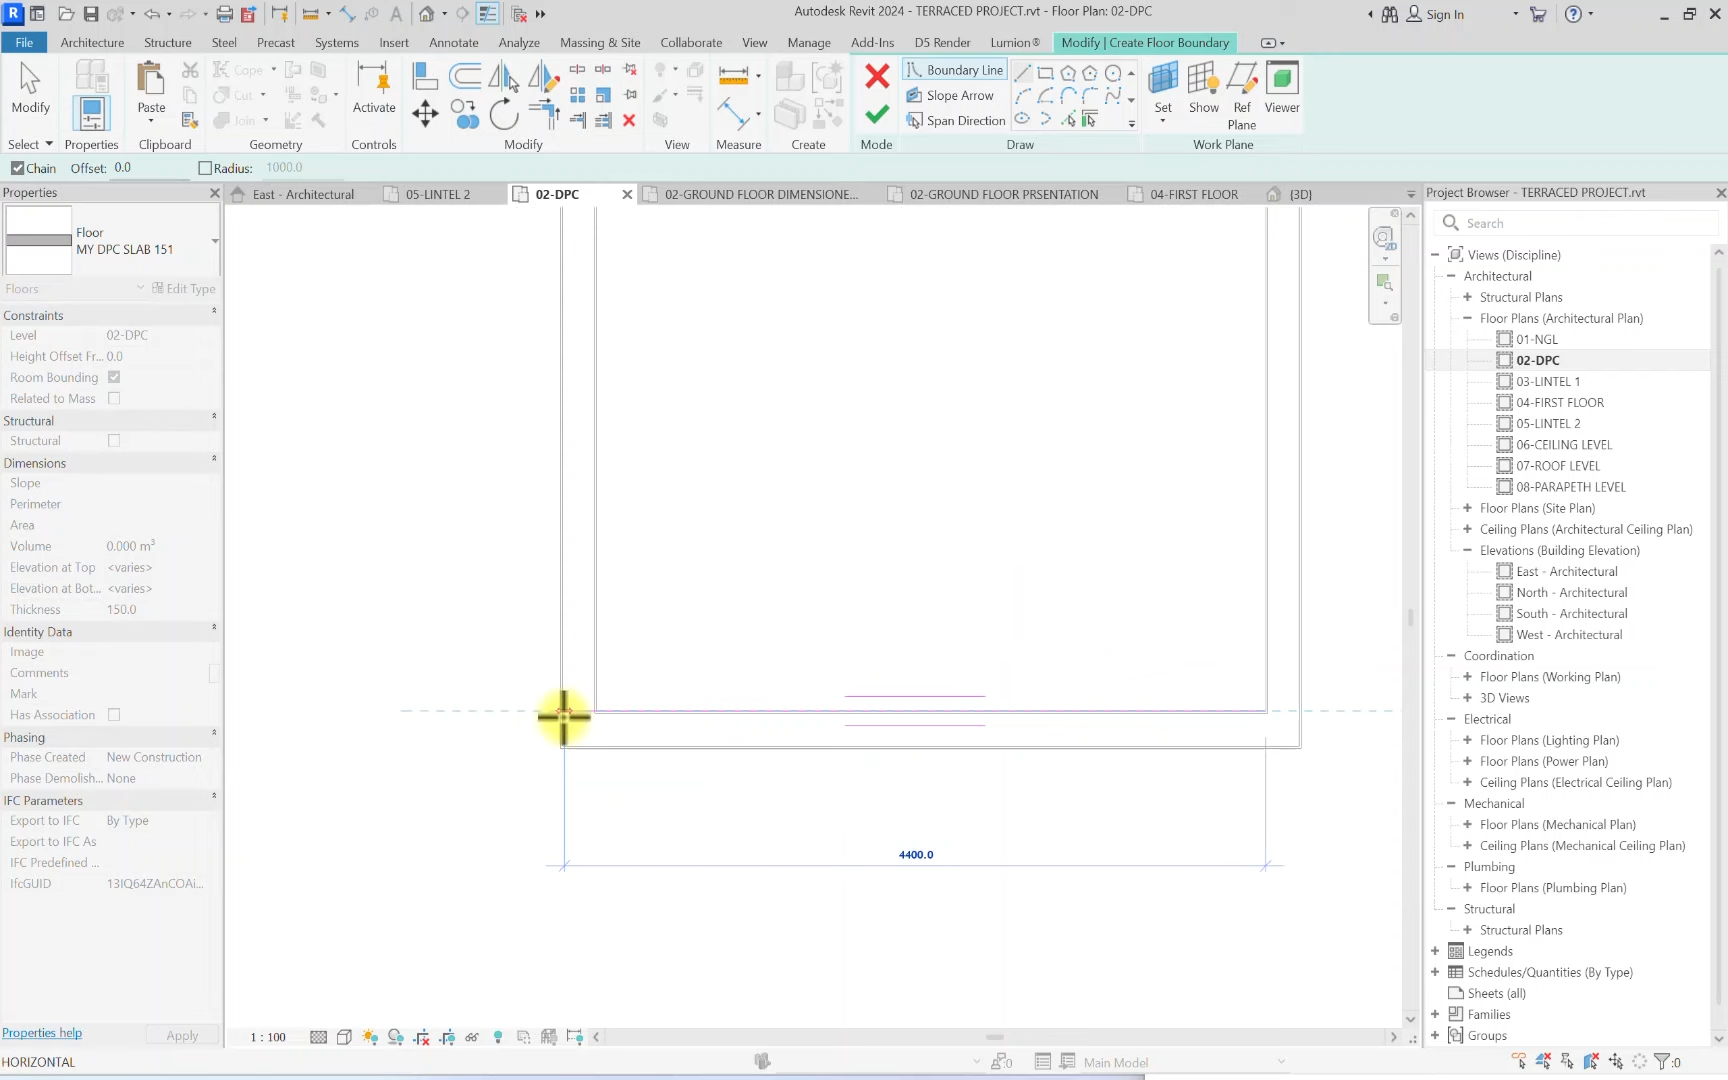 Autodesk Revit 2024 - TERRACED PROJECT.rvt - Floor Plan: 02-DPC
Sign In
File Architecture Structure Steel Precast Systems Insert Annotate Analyze Massing & Site Collaborate View Manage Add-Ins D5 Render Lumion® Modify | Create Floor Boundary
Modify
Paste
Cope
Cut
Join
Activate
Boundary Line
Slope Arrow
Span Direction
Set
Show
Ref
Plane
Viewer
Select Properties Clipboard Geometry Controls Modify View Measure Create Mode Draw Work Plane
Chain Offset: 0.0 Radius: 1000.0
Properties
East - Architectural 05-LINTEL 2 02-DPC 02-GROUND FLOOR DIMENSIONE... 02-GROUND FLOOR PRSENTATION 04-FIRST FLOOR {3D}
Project Browser - TERRACED PROJECT.rvt
Floor
MY DPC SLAB 151
Floors Edit Type
Constraints
Level 02-DPC
Height Offset Fr... 0.0
Room Bounding
Related to Mass
Structural
Structural
Dimensions
Slope
Perimeter
Area
Volume 0.000 m³
Elevation at Top <varies>
Elevation at Bot... <varies>
Thickness 150.0
Identity Data
Image
Comments
Mark
Has Association
Phasing
Phase Created New Construction
Phase Demolish... None
IFC Parameters
Export to IFC By Type
Export to IFC As
IFC Predefined ...
IfcGUID 13IQ64ZAnCOAi...
Properties help Apply
HORIZONTAL
4400.0
1 : 100
:0
Main Model
:0
Search
Views (Discipline)
Architectural
Structural Plans
Floor Plans (Architectural Plan)
01-NGL
02-DPC
03-LINTEL 1
04-FIRST FLOOR
05-LINTEL 2
06-CEILING LEVEL
07-ROOF LEVEL
08-PARAPETH LEVEL
Floor Plans (Site Plan)
Ceiling Plans (Architectural Ceiling Plan)
Elevations (Building Elevation)
East - Architectural
North - Architectural
South - Architectural
West - Architectural
Coordination
Floor Plans (Working Plan)
3D Views
Electrical
Floor Plans (Lighting Plan)
Floor Plans (Power Plan)
Ceiling Plans (Electrical Ceiling Plan)
Mechanical
Floor Plans (Mechanical Plan)
Ceiling Plans (Mechanical Ceiling Plan)
Plumbing
Floor Plans (Plumbing Plan)
Structural
Structural Plans
Legends
Schedules/Quantities (By Type)
Sheets (all)
Families
Groups